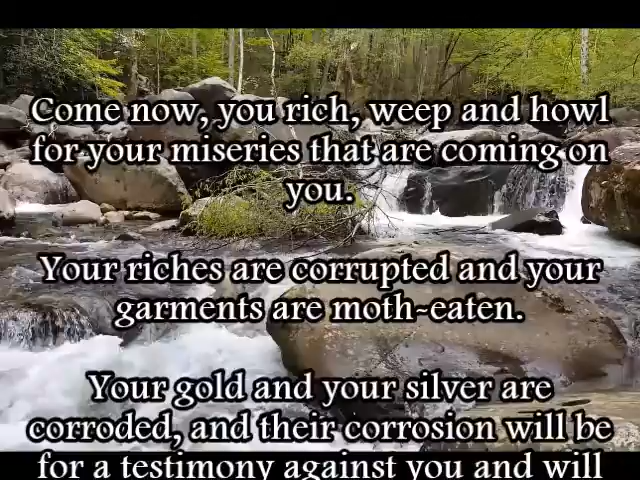 Come now, you rich, weep and howl
for your miseries that are coming on
you.
Your riches are corrupted and your
garments are moth-eaten.
Your gold and your silver are
corroded, and their corrosion will be
for a testimony against you and will